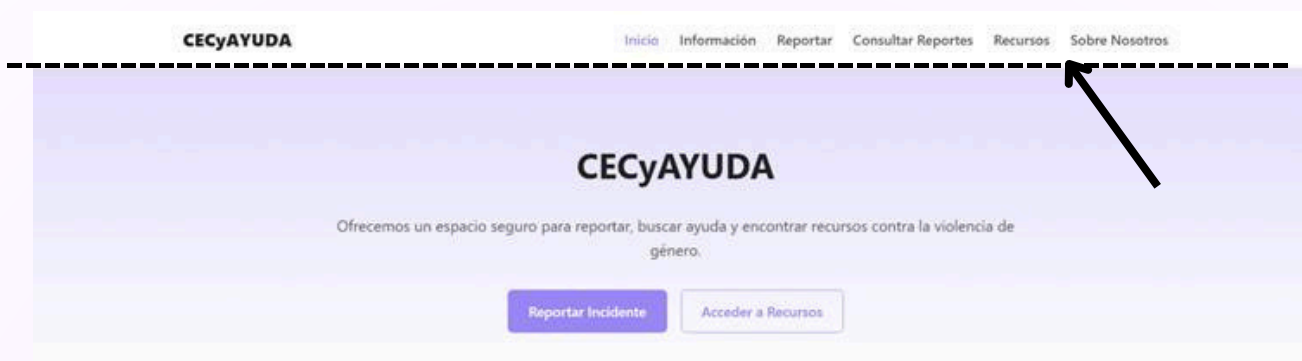 CECyAYUDA
Inicio Información Reportar Consultar Reportes Recursos Sobre Nosotros
CECyAYUDA
Ofrecemos un espacio seguro para reportar, buscar ayuda y encontrar recursos contra la violencia de
género.
Reportar Incidente Acceder a Recursos